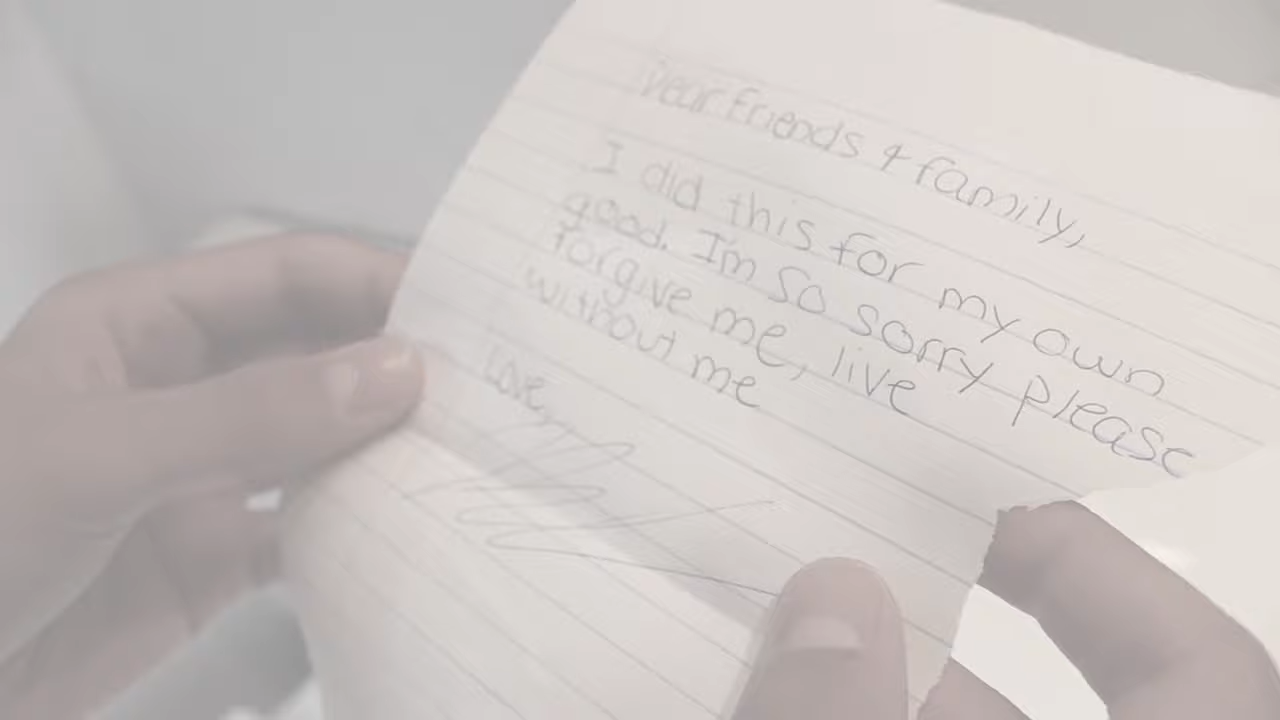 Dear friends & family,
I did this for my own
good. I'm so sorry please
forgive me, live
without me
Love,